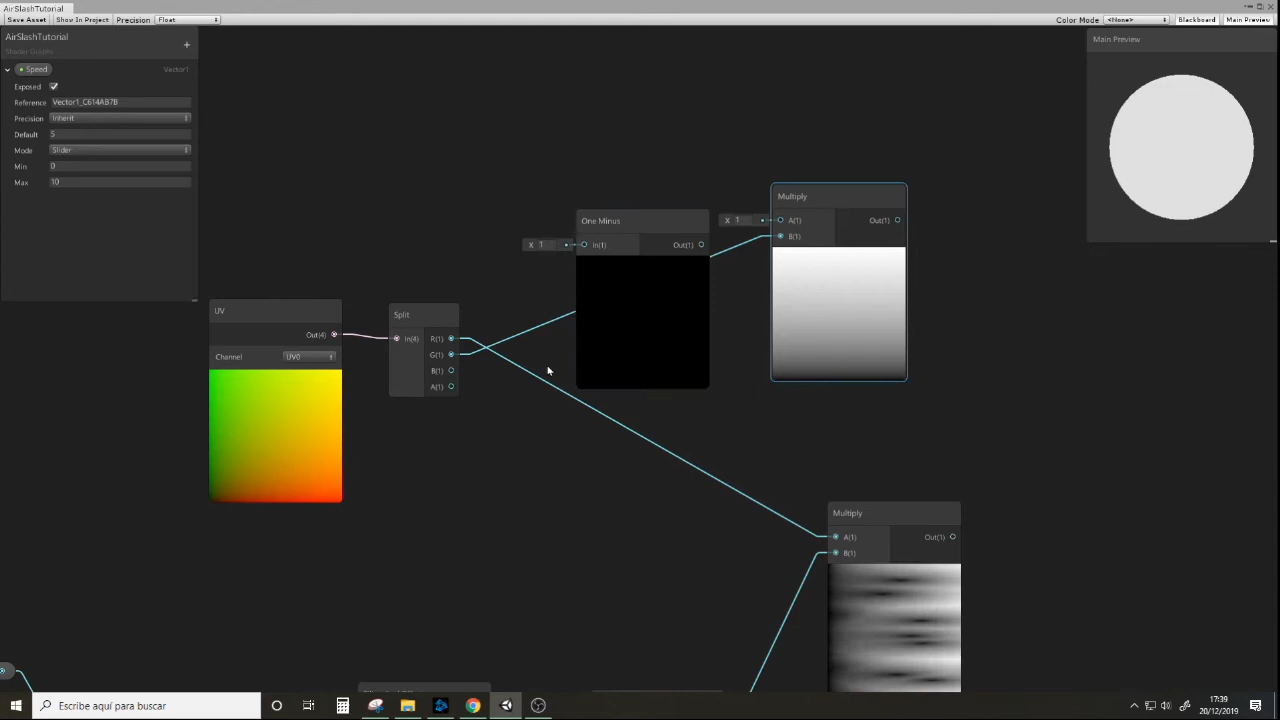 AirSlashTutorial
Save Asset Show In Project Precision Float Color Mode <None> Blackboard Main Preview
AirSlashTutorial
Shader Graphs
Speed Vector1
Exposed
Reference Vector1_C614AB7B
Precision Inherit
Default 5
Mode Slider
Min 0
Max 10
Main Preview
Multiply
X 1 A(1) Out(1)
B(1)
One Minus
X 1 In(1) Out(1)
UV
Out(4)
Channel UV0
Split
In(4) R(1)
G(1)
B(1)
A(1)
Multiply
A(1) Out(1)
B(1)
Escribe aquí para buscar
17:39
20/12/2019